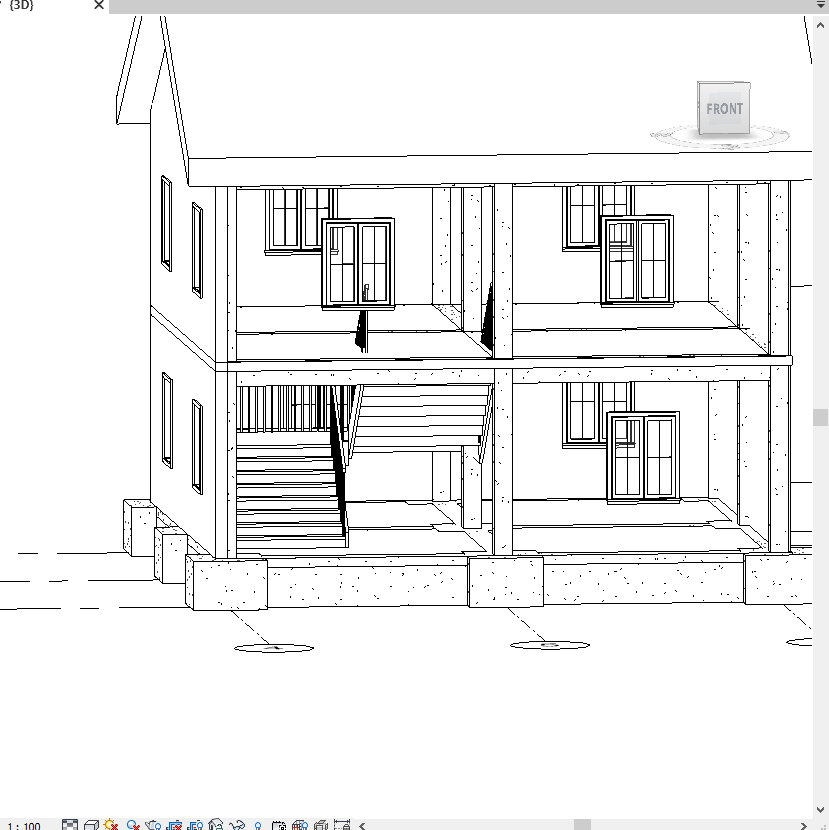 {3D}
FRONT
1 : 100